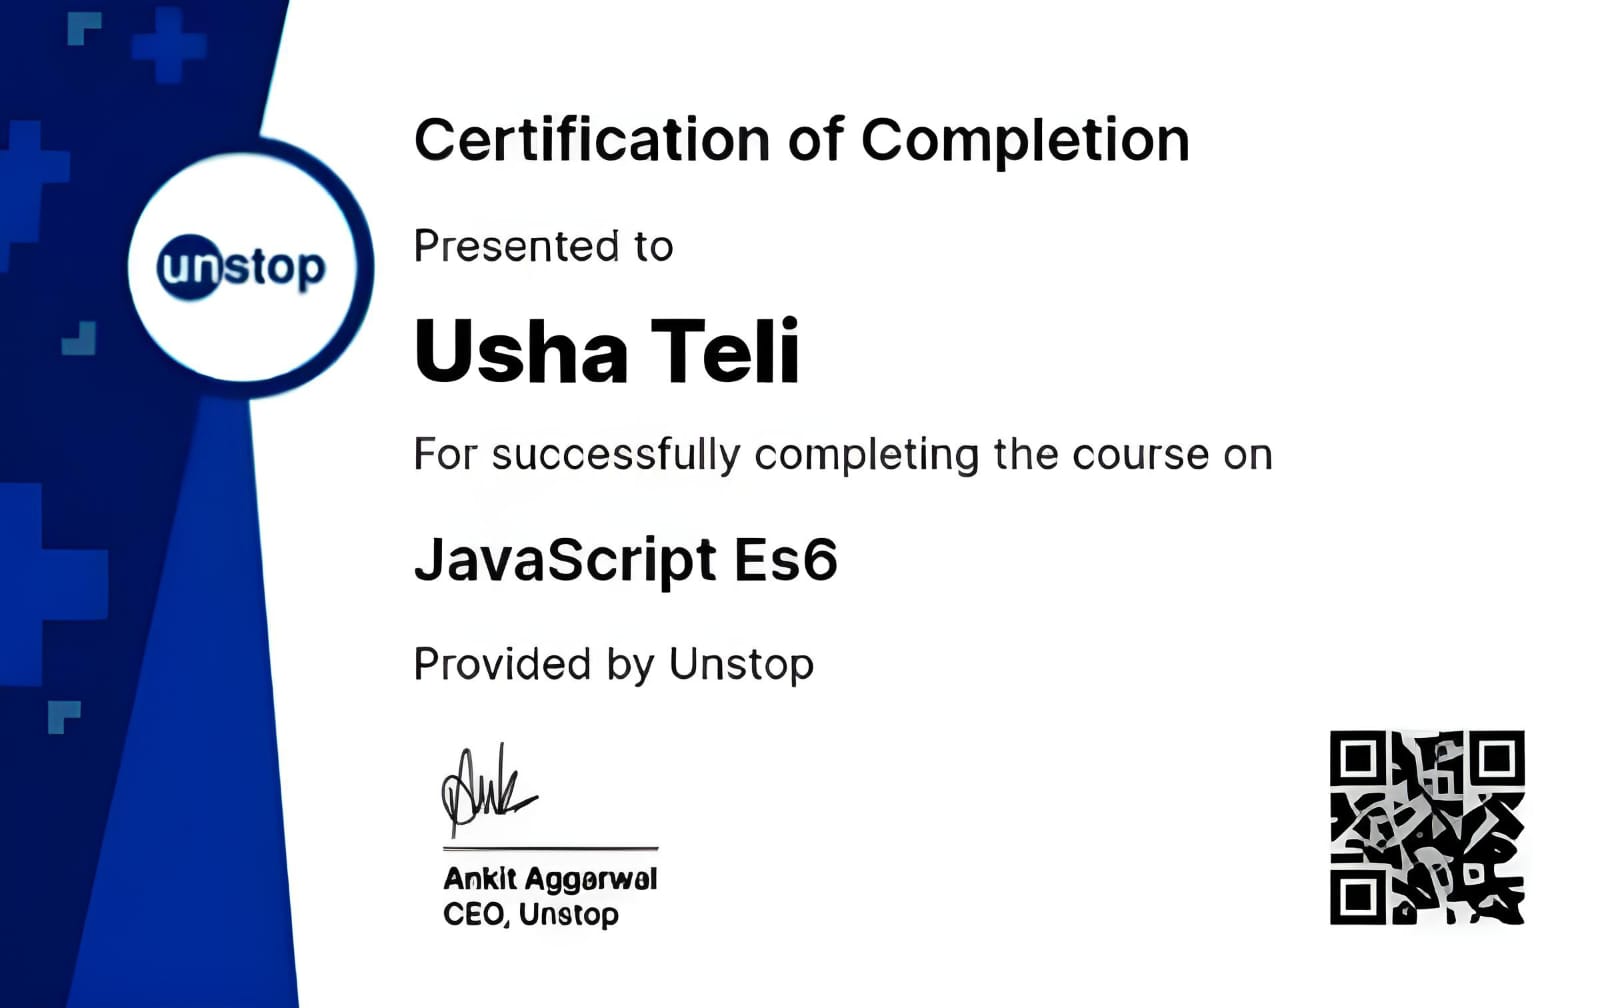 unstop
Certification of Completion
Presented to
Usha Teli
For successfully completing the course on
JavaScript Es6
Provided by Unstop
Ankit Aggarwal
CEO, Unstop